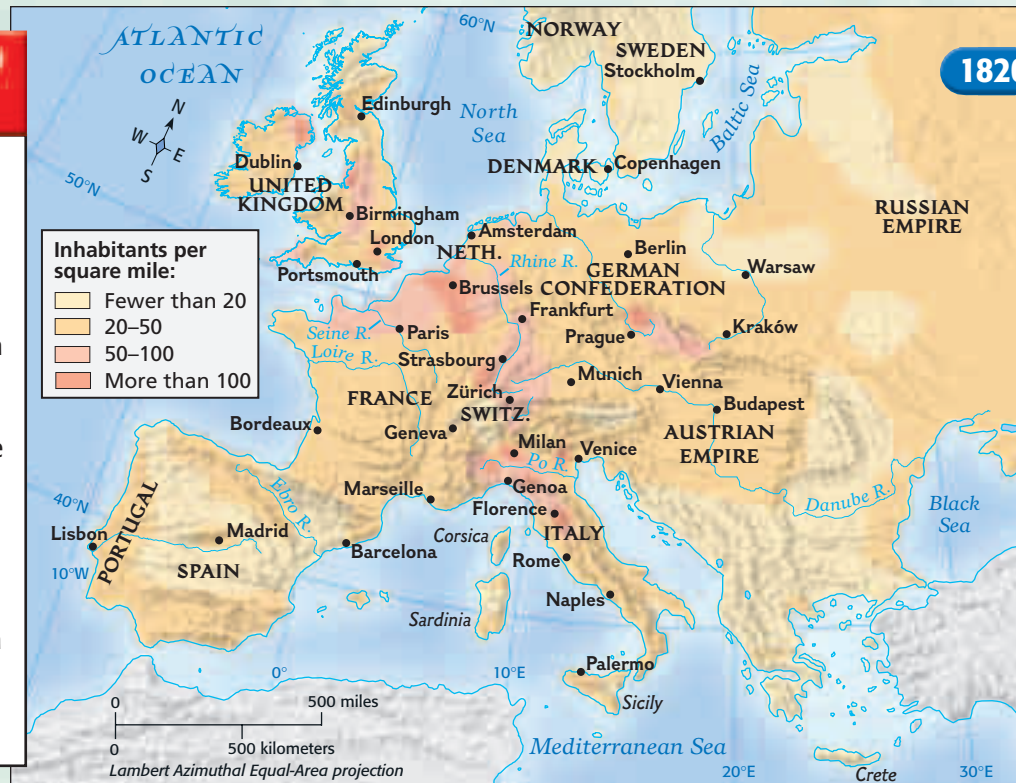 ATLANTIC
OCEAN
60°N
NORWAY
SWEDEN
Stockholm
1820
N
W
E
S
Edinburgh
North
Sea
Baltic Sea
50°N
Dublin
UNITED
KINGDOM
DENMARK
Copenhagen
RUSSIAN
EMPIRE
Birmingham
London
Portsmouth
Amsterdam
NETH.
Rhine R.
Berlin
GERMAN
CONFEDERATION
Warsaw
Inhabitants per
square mile:
Fewer than 20
20–50
50–100
More than 100
Brussels
Frankfurt
Seine R.
Paris
Loire R.
Prague
Kraków
Strasbourg
Munich
Vienna
Zürich
FRANCE
SWITZ.
Budapest
Bordeaux
Geneva
AUSTRIAN
EMPIRE
Milan
Venice
Po R.
Ebro R.
Marseille
Genoa
Danube R.
Black
Sea
40°N
Florence
Lisbon
PORTUGAL
Madrid
Corsica
ITALY
Barcelona
Rome
10°W
SPAIN
Naples
Sardinia
0°
10°E
Palermo
Sicily
0
500 miles
0
500 kilometers
Mediterranean Sea
Lambert Azimuthal Equal-Area projection
20°E
Crete
30°E